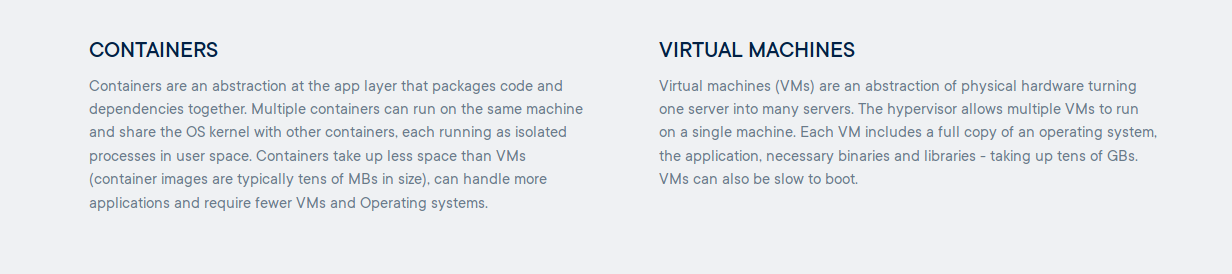 CONTAINERS
Containers are an abstraction at the app layer that packages code and
dependencies together. Multiple containers can run on the same machine
and share the OS kernel with other containers, each running as isolated
processes in user space. Containers take up less space than VMs
(container images are typically tens of MBs in size), can handle more
applications and require fewer VMs and Operating systems.
VIRTUAL MACHINES
Virtual machines (VMs) are an abstraction of physical hardware turning
one server into many servers. The hypervisor allows multiple VMs to run
on a single machine. Each VM includes a full copy of an operating system,
the application, necessary binaries and libraries - taking up tens of GBs.
VMs can also be slow to boot.